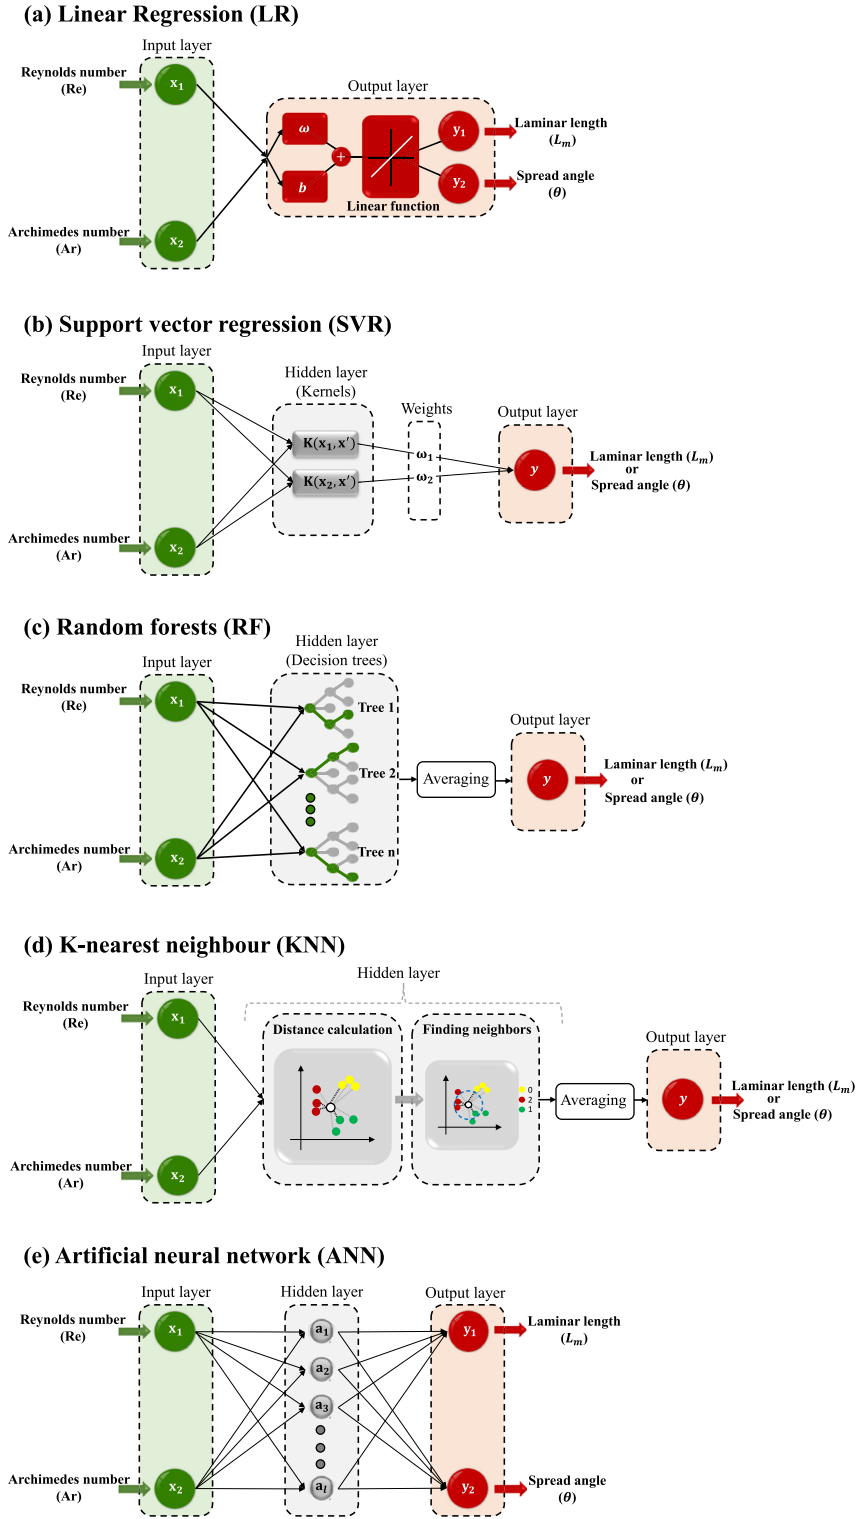 (a) Linear Regression (LR)
Input layer
Reynolds number
(Re)
x₁
Output layer
ω
b
+
y₁
y₂
Linear function
Laminar length
(Lₘ)
Spread angle
(θ)
Archimedes number
(Ar)
x₂
(b) Support vector regression (SVR)
Input layer
Reynolds number
(Re)
x₁
Hidden layer
(Kernels)
K(x₁, x′)
K(x₂, x′)
Weights
ω₁
ω₂
Output layer
y
Laminar length (Lₘ)
or
Spread angle (θ)
Archimedes number
(Ar)
x₂
(c) Random forests (RF)
Input layer
Reynolds number
(Re)
x₁
Hidden layer
(Decision trees)
Tree 1
Tree 2
Tree n
Averaging
Output layer
y
Laminar length (Lₘ)
or
Spread angle (θ)
Archimedes number
(Ar)
x₂
(d) K-nearest neighbour (KNN)
Input layer
Reynolds number
(Re)
x₁
Hidden layer
Distance calculation
Finding neighbors
0
2
1
Averaging
Output layer
y
Laminar length (Lₘ)
or
Spread angle (θ)
Archimedes number
(Ar)
x₂
(e) Artificial neural network (ANN)
Input layer
Hidden layer
Output layer
Reynolds number
(Re)
x₁
a₁
a₂
a₃
aₗ
y₁
Laminar length
(Lₘ)
Archimedes number
(Ar)
x₂
y₂
Spread angle
(θ)